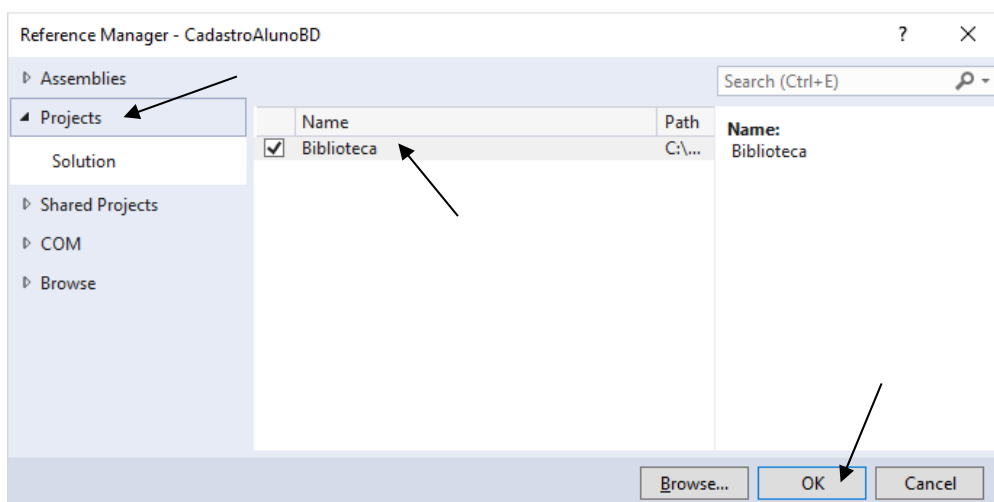 Reference Manager - CadastroAlunoBD
?
Assemblies
Search (Ctrl+E)
Projects
Solution
Shared Projects
COM
Browse
Name
Path
Biblioteca
C:\...
Name:
Biblioteca
Browse...
OK
Cancel